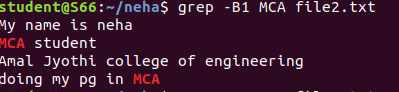 student@S66:~/neha$ grep -B1 MCA file2.txt
My name is neha
MCA student
Amal Jyothi college of engineering
doing my pg in MCA